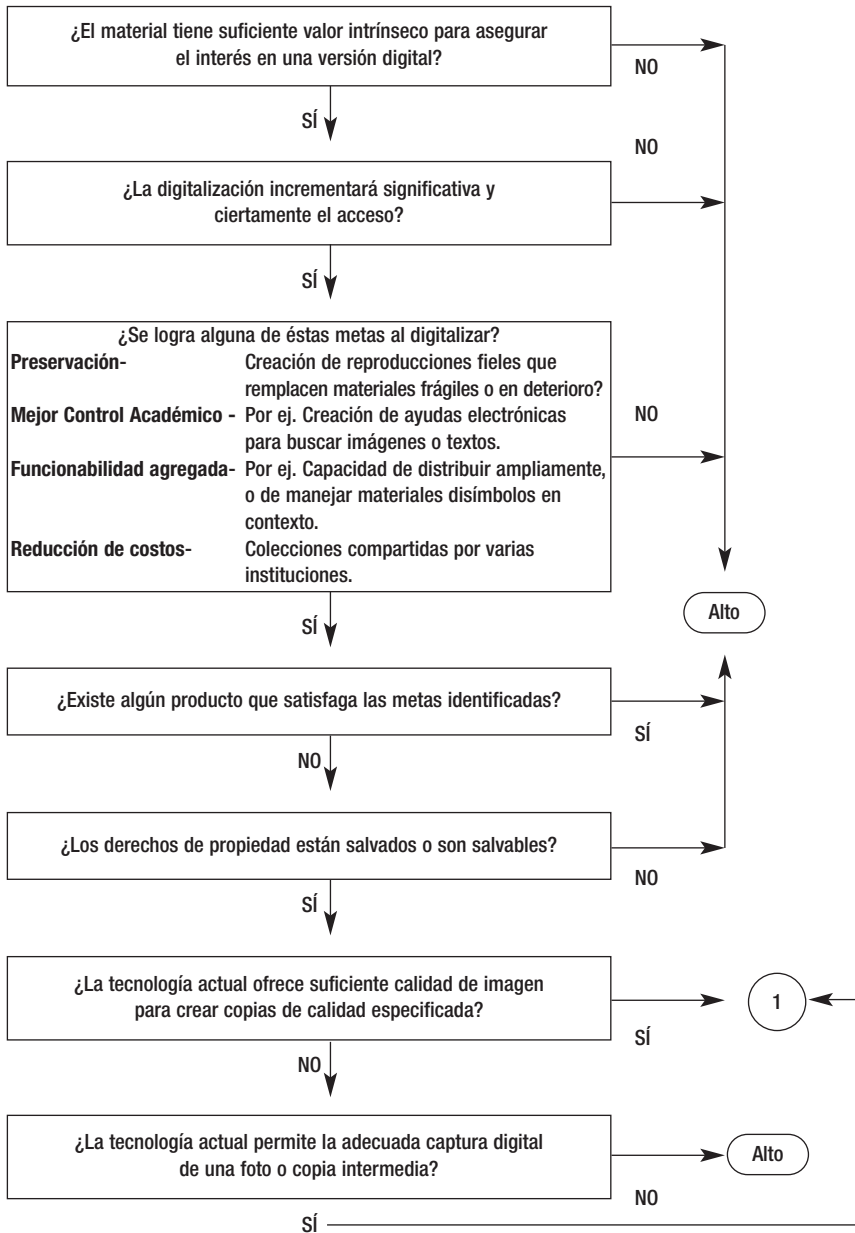 ¿El material tiene suficiente valor intrínseco para asegurar
el interés en una versión digital?
NO
SÍ
NO
¿La digitalización incrementará significativa y
ciertamente el acceso?
SÍ
¿Se logra alguna de éstas metas al digitalizar?
Preservación- Creación de reproducciones fieles que
remplacen materiales frágiles o en deterioro?
Mejor Control Académico - Por ej. Creación de ayudas electrónicas
para buscar imágenes o textos.
NO
Funcionabilidad agregada- Por ej. Capacidad de distribuir ampliamente,
o de manejar materiales disímbolos en
contexto.
Reducción de costos- Colecciones compartidas por varias
instituciones.
Alto
SÍ
¿Existe algún producto que satisfaga las metas identificadas?
SÍ
NO
¿Los derechos de propiedad están salvados o son salvables?
NO
SÍ
¿La tecnología actual ofrece suficiente calidad de imagen
para crear copias de calidad especificada?
1
SÍ
NO
¿La tecnología actual permite la adecuada captura digital
de una foto o copia intermedia?
Alto
NO
SÍ